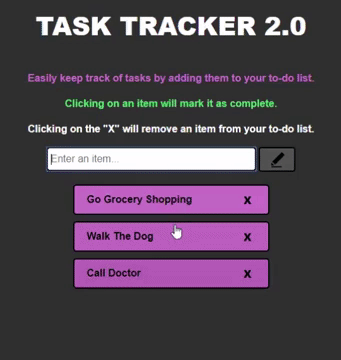 TASK TRACKER 2.0
Easily keep track of tasks by adding them to your to-do list.
Clicking on an item will mark it as complete.
Clicking on the "X" will remove an item from your to-do list.
Enter an item...
Go Grocery Shopping X
Walk The Dog X
Call Doctor X